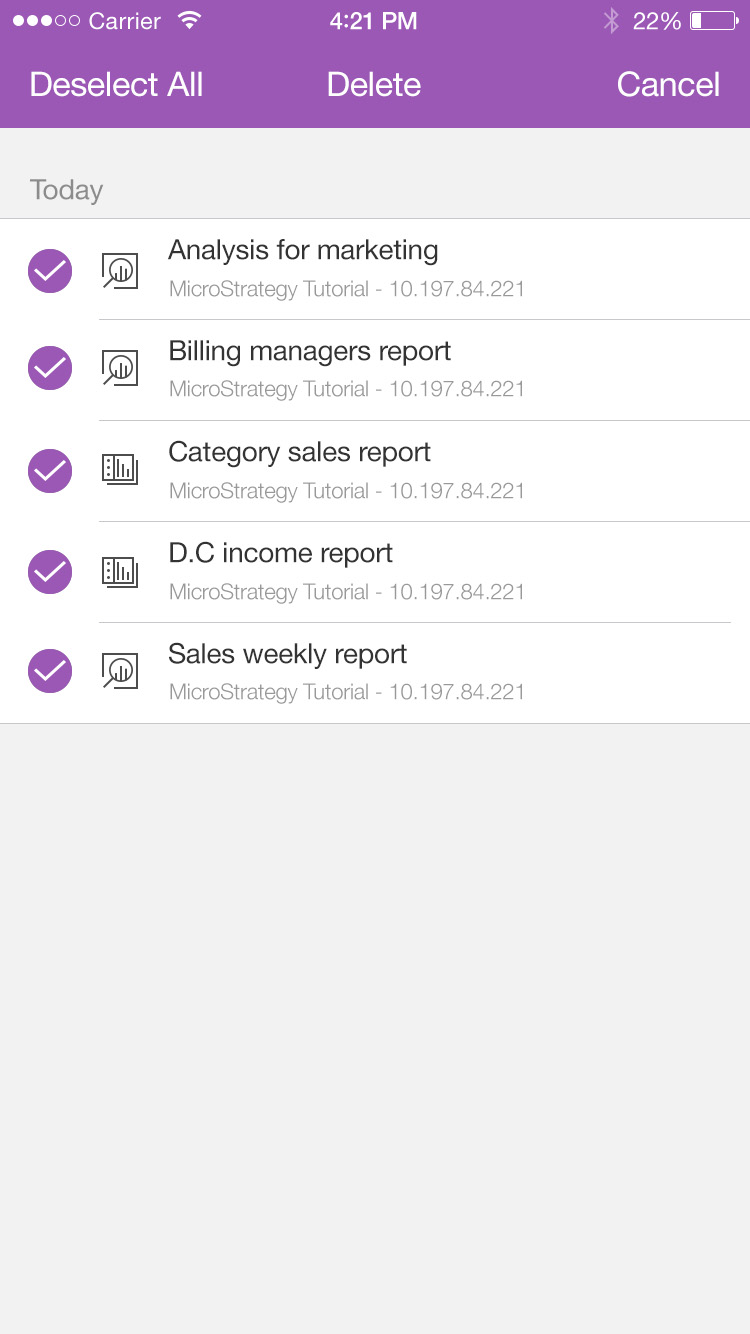 Carrier 4:21 PM 22%
Deselect All Delete Cancel
Today
Analysis for marketing
MicroStrategy Tutorial - 10.197.84.221
Billing managers report
MicroStrategy Tutorial - 10.197.84.221
Category sales report
MicroStrategy Tutorial - 10.197.84.221
D.C income report
MicroStrategy Tutorial - 10.197.84.221
Sales weekly report
MicroStrategy Tutorial - 10.197.84.221